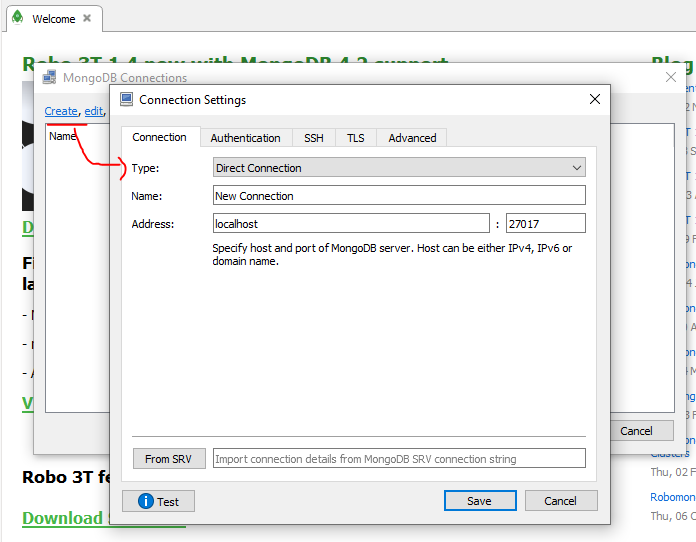 Welcome
Robo 3T 1.4 now with MongoDB 4.2 support
Blog
MongoDB Connections
Create, edit,
Name
Connection Settings
Connection Authentication SSH TLS Advanced
Type: Direct Connection
Name: New Connection
Address: localhost : 27017
Specify host and port of MongoDB server. Host can be either IPv4, IPv6 or
domain name.
From SRV Import connection details from MongoDB SRV connection string
Test Save Cancel
Cancel
Clusters
Thu, 02 F
Robo 3T fe
Robomon
Download S
Thu, 06 C